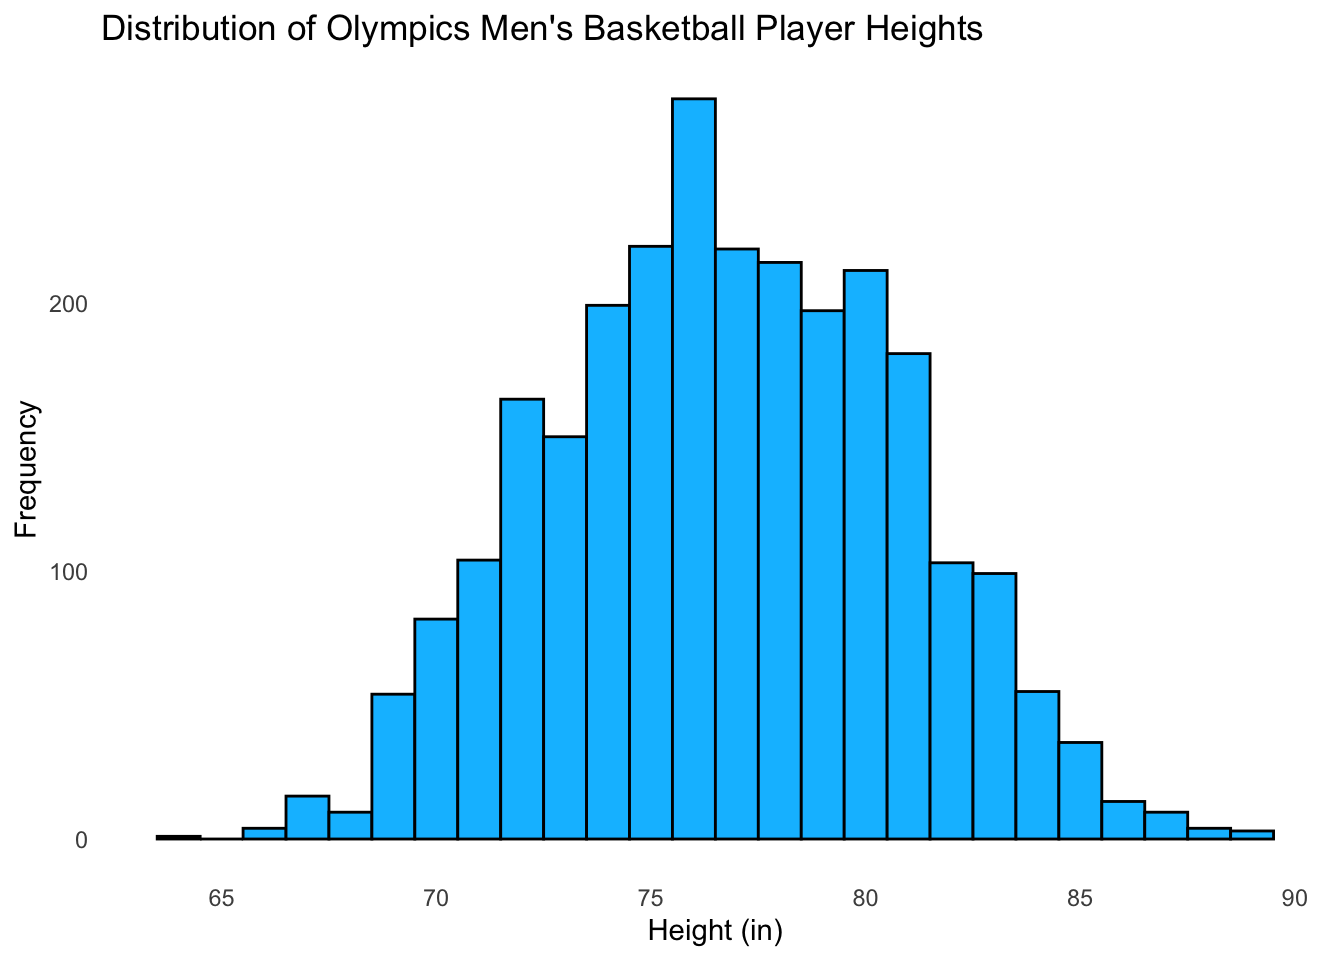 Distribution of Olympics Men's Basketball Player Heights
Frequency
200
100
0
65 70 75 80 85 90
Height (in)